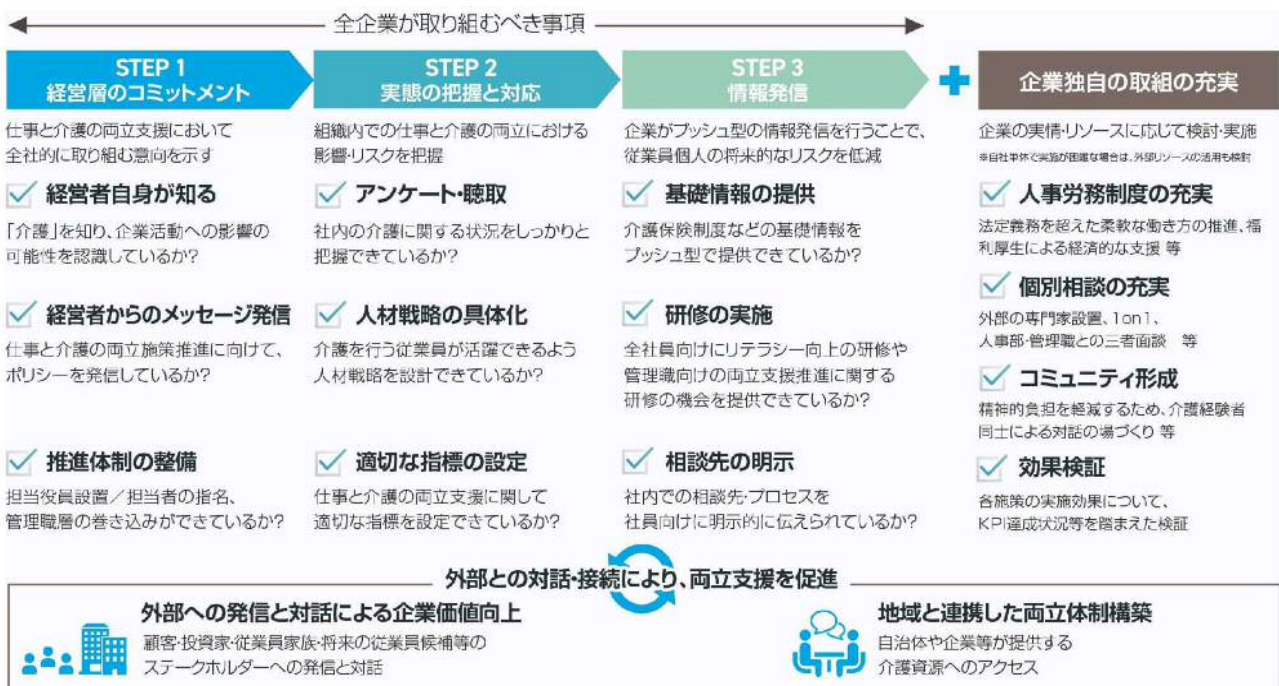 全企業が取り組むべき事項
STEP 1
経営層のコミットメント
仕事と介護の両立支援において
全社的に取り組む意向を示す
経営者自身が知る
「介護」を知り、企業活動への影響の
可能性を認識しているか?
経営者からのメッセージ発信
仕事と介護の両立施策推進に向けて、
ポリシーを発信しているか?
推進体制の整備
担当役員設置／担当者の指名、
管理職層の巻き込みができているか?
STEP 2
実態の把握と対応
組織内での仕事と介護の両立における
影響・リスクを把握
アンケート・聴取
社内の介護に関する状況をしっかりと
把握できているか?
人材戦略の具体化
介護を行う従業員が活躍できるよう
人材戦略を設計できているか?
適切な指標の設定
仕事と介護の両立支援に関して
適切な指標を設定できているか?
STEP 3
情報発信
企業がプッシュ型の情報発信を行うことで、
従業員個人の将来的なリスクを低減
基礎情報の提供
介護保険制度などの基礎情報を
プッシュ型で提供できているか?
研修の実施
全社員向けにリテラシー向上の研修や
管理職向けの両立支援推進に関する
研修の機会を提供できているか?
相談先の明示
社内での相談先・プロセスを
社員向けに明示的に伝えられているか?
企業独自の取組の充実
企業の実情・リソースに応じて検討・実施
※自社単体で実施が困難な場合は、外部リソースの活用も検討
人事労務制度の充実
法定義務を超えた柔軟な働き方の推進、福
利厚生による経済的な支援 等
個別相談の充実
外部の専門家設置、1on1、
人事部・管理職との三者面談 等
コミュニティ形成
精神的負担を軽減するため、介護経験者
同士による対話の場づくり 等
効果検証
各施策の実施効果について、
KPI達成状況等を踏まえた検証
外部との対話・接続により、両立支援を促進
外部への発信と対話による企業価値向上
顧客・投資家・従業員家族・将来の従業員候補等の
ステークホルダーへの発信と対話
地域と連携した両立体制構築
自治体や企業等が提供する
介護資源へのアクセス